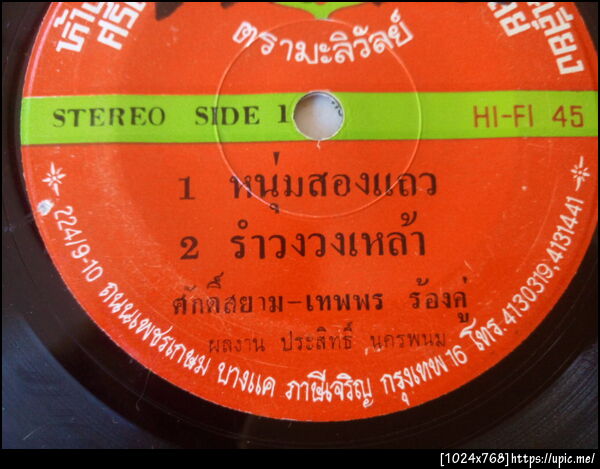 ตรามะลิวัลย์
STEREO SIDE 1
HI-FI 45
1 หนุ่มสองแถว
2 รำวงวงเหล้า
ศักดิ์สยาม-เทพพร ร้องคู่
ผลงาน ประสิทธิ์ นครพนม
224/9-10 ถนนเพชรเกษม บางแค ภาษีเจริญ กรุงเทพ 16 โทร. 4130319, 4131441
[1024x768]https://upic.me/